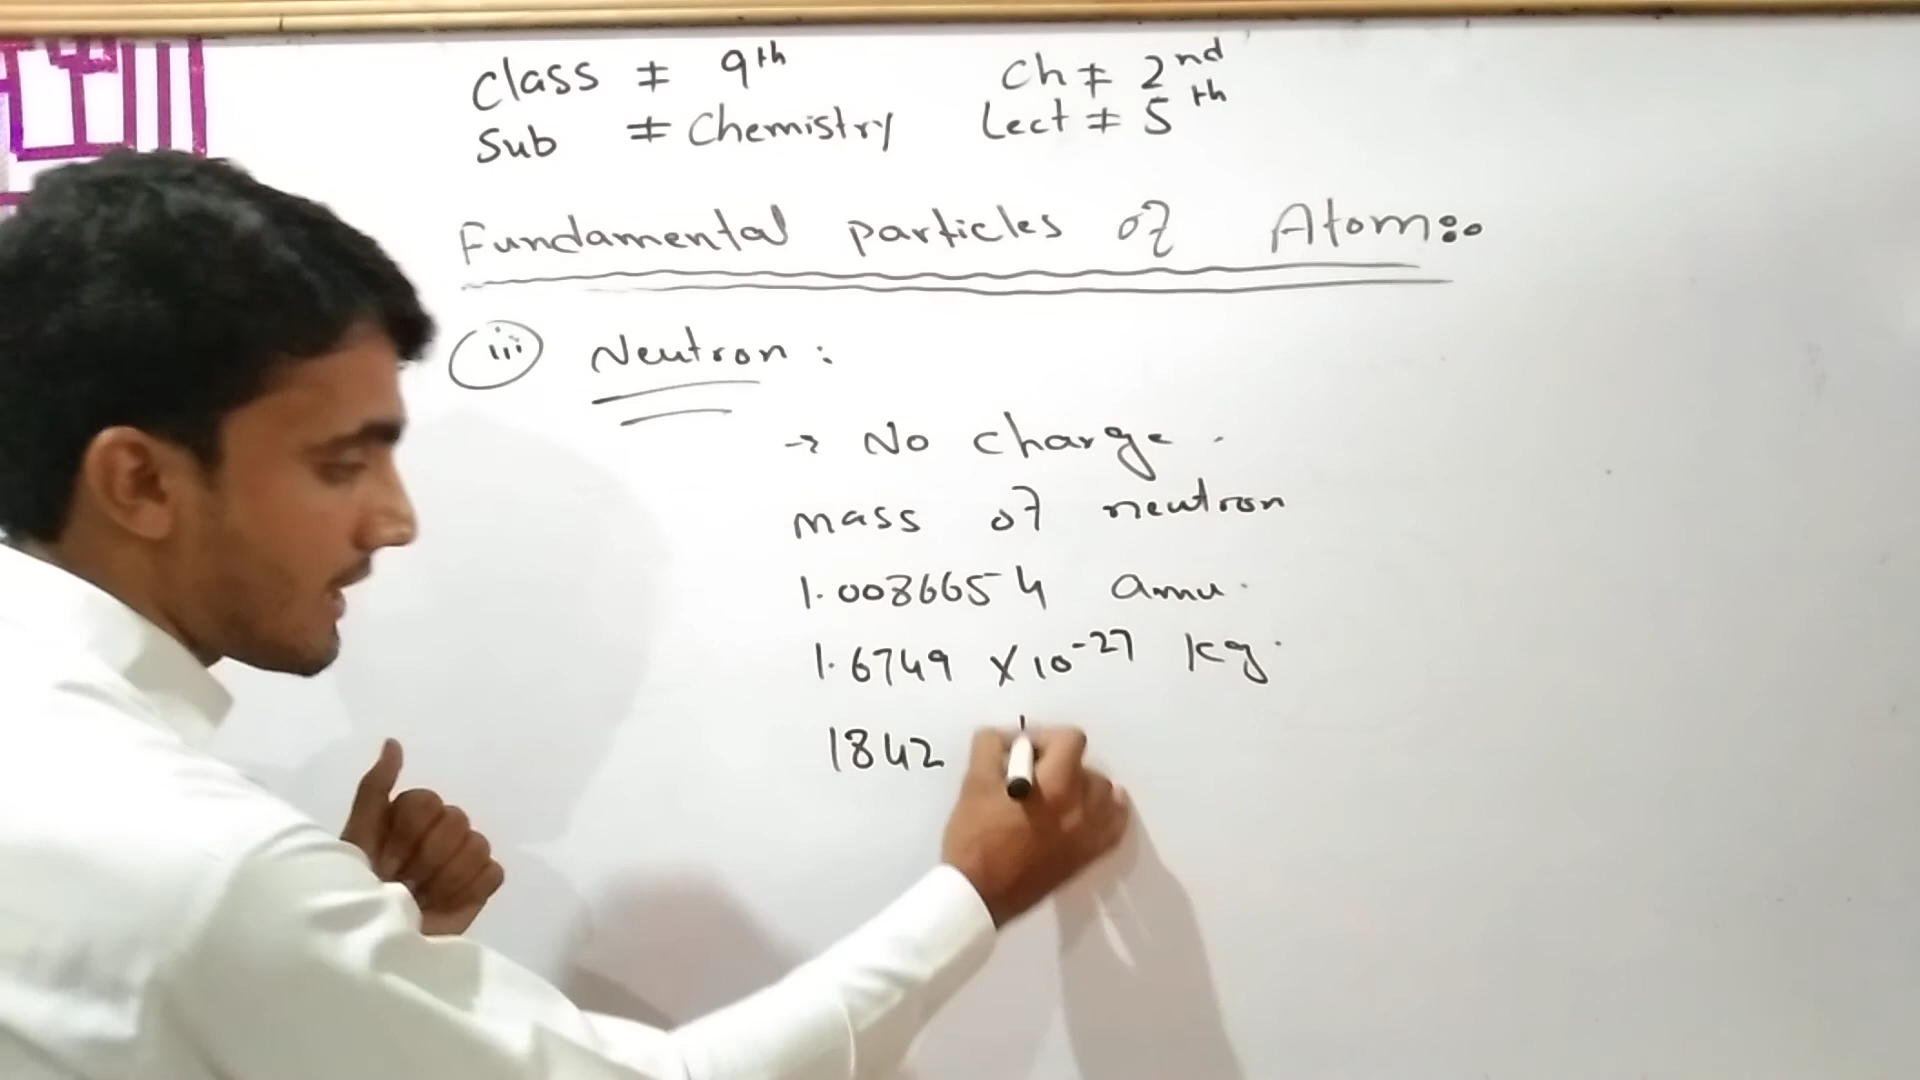 Class # 9th Ch # 2nd
Sub # Chemistry Lect # 5th
Fundamental particles of Atom:.
iii Neutron:
→ No charge.
mass of neutron
1.0086654 amu.
1.6749 x 10-27 kg.
1842